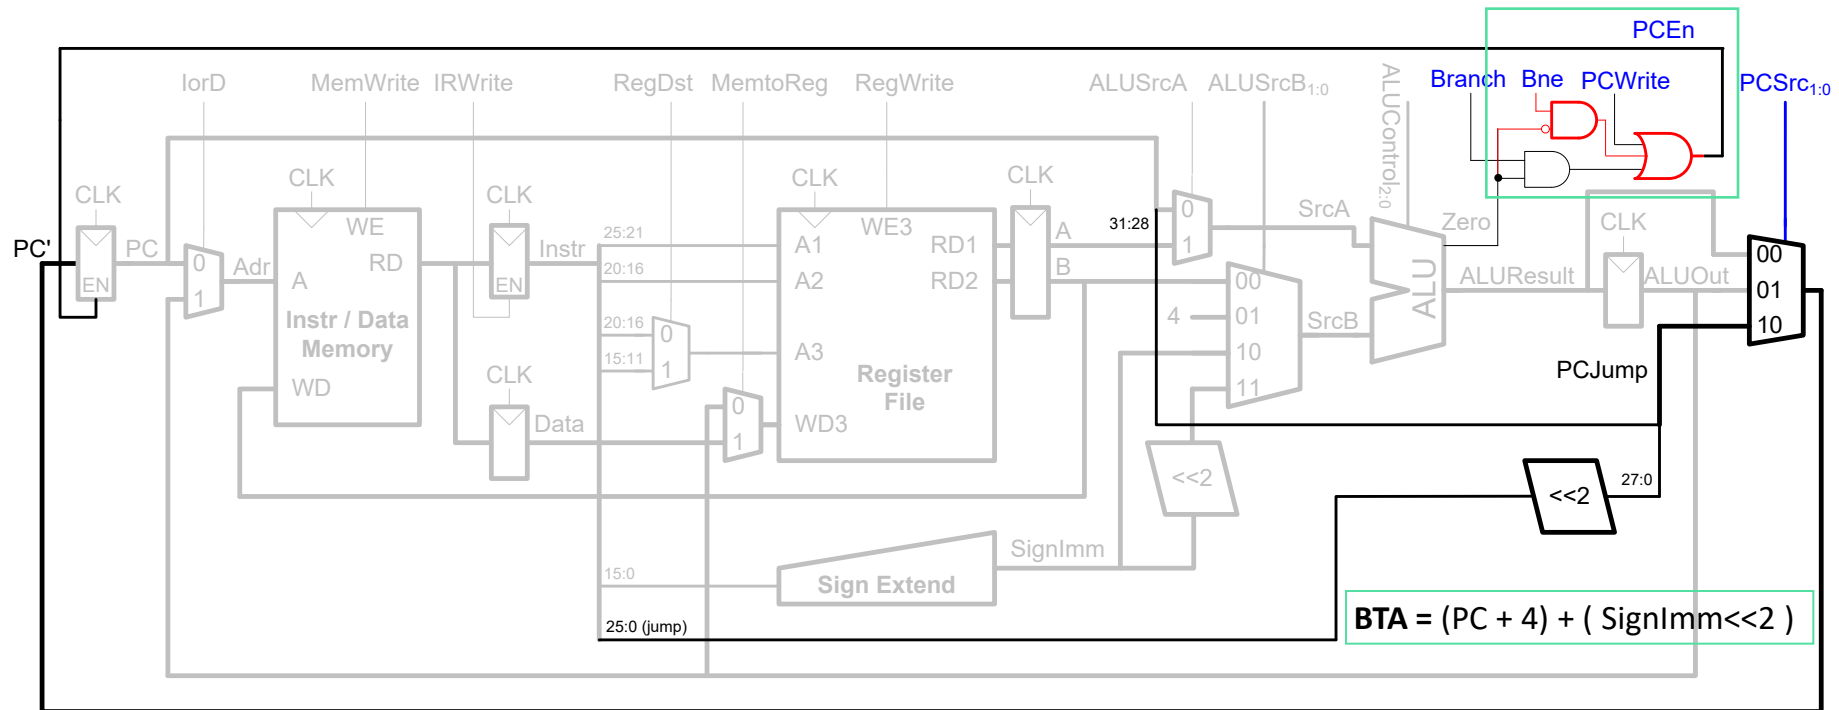 PCEn
IorD
MemWrite
IRWrite
RegDst
MemtoReg
RegWrite
ALUSrcA
ALUSrcB1:0
ALUControl2:0
Branch
Bne
PCWrite
PCSrc1:0
CLK
CLK
CLK
CLK
CLK
CLK
PC'
PC
EN
0
1
Adr
WE
A
RD
Instr / Data
Memory
WD
EN
Instr
CLK
Data
25:21
20:16
20:16
15:11
0
1
0
1
A1
A2
A3
WD3
WE3
RD1
RD2
Register
File
A
B
31:28
0
1
SrcA
4
00
01
10
11
SrcB
ALU
Zero
ALUResult
CLK
ALUOut
00
01
10
PCJump
<<2
<<2
27:0
15:0
Sign Extend
SignImm
25:0 (jump)
BTA = (PC + 4) + ( SignImm<<2 )